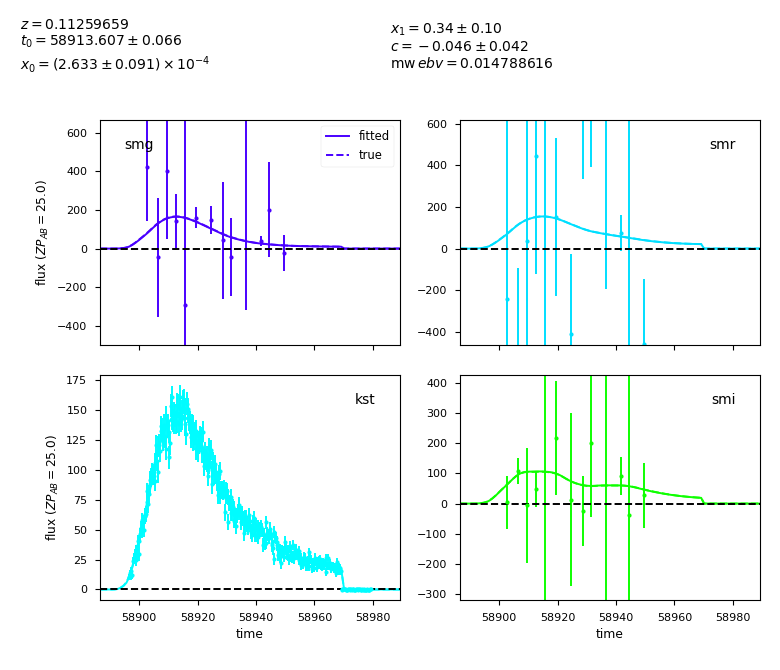 z = 0.11259659
t₀ = 58913.607 ± 0.066
x₀ = (2.633 ± 0.091) × 10⁻⁴
x₁ = 0.34 ± 0.10
c = −0.046 ± 0.042
mw ebv = 0.014788616
smg
fitted
true
600
400
200
0
−200
−400
flux (ZP_AB = 25.0)
smr
600
400
200
0
−200
−400
kst
175
150
125
100
75
50
25
0
flux (ZP_AB = 25.0)
58900 58920 58940 58960 58980
time
smi
400
300
200
100
0
−100
−200
−300
58900 58920 58940 58960 58980
time